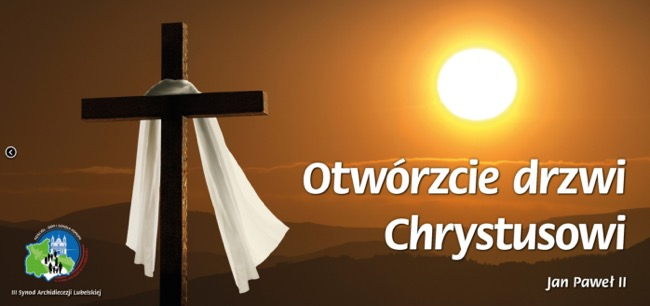 Otwórzcie drzwi
Chrystusowi
Jan Paweł II
III Synod Archidiecezji Lubelskiej